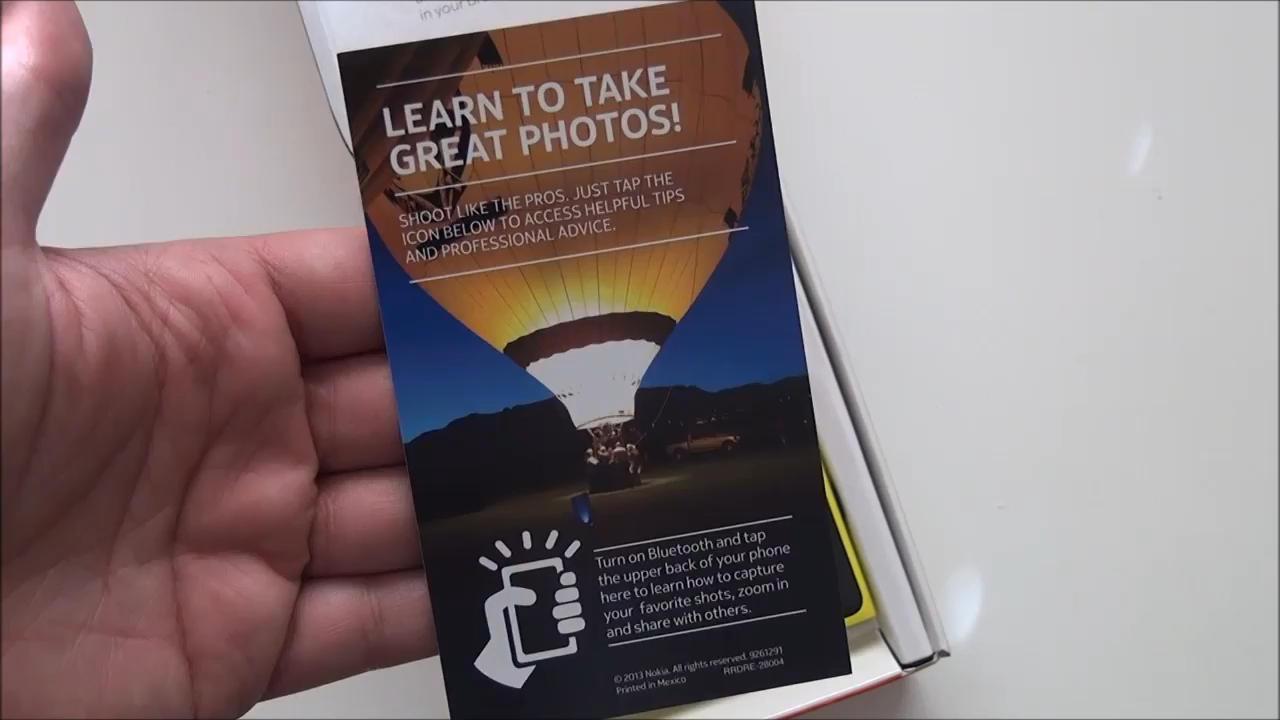 in your
LEARN TO TAKE
GREAT PHOTOS!
SHOOT LIKE THE PROS. JUST TAP THE
ICON BELOW TO ACCESS HELPFUL TIPS
AND PROFESSIONAL ADVICE.
Turn on Bluetooth and tap
the upper back of your phone
here to learn how to capture
your favorite shots, zoom in
and share with others.
© 2013 Nokia. All rights reserved. 9261291
Printed in Mexico RRDRE-28004